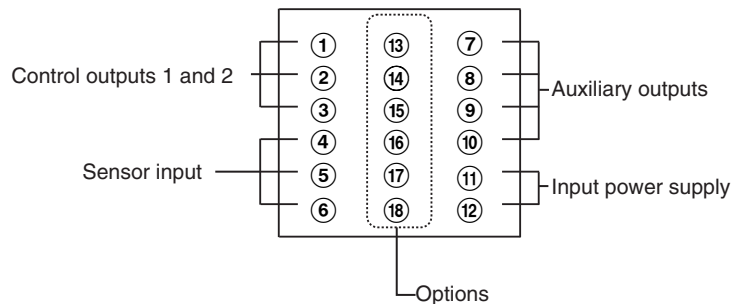 1 13 7
Control outputs 1 and 2
2 14 8
Auxiliary outputs
3 15 9
4 16 10
Sensor input
5 17 11
Input power supply
6 18 12
Options